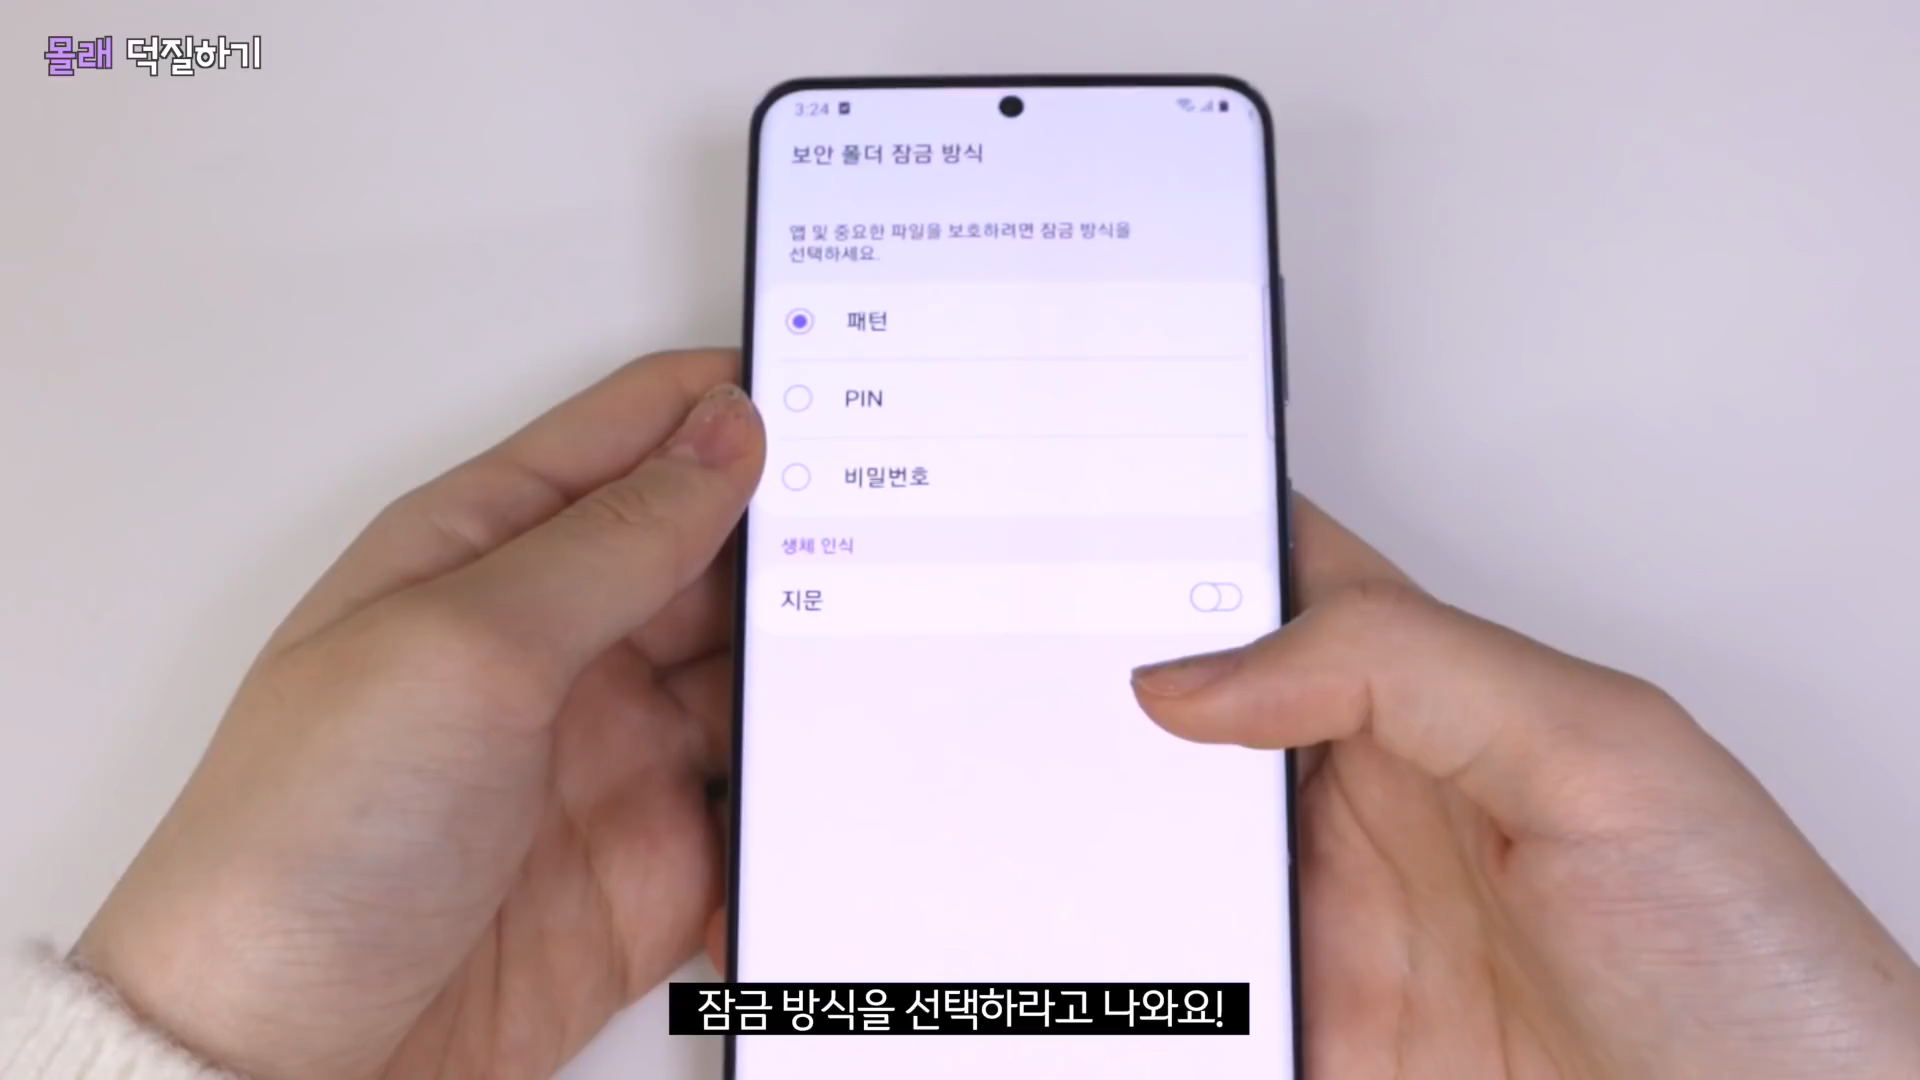 몰래 덕질하기
3:24
보안 폴더 잠금 방식
앱 및 중요한 파일을 보호하려면 잠금 방식을
선택하세요.
패턴
PIN
비밀번호
생체 인식
지문
잠금 방식을 선택하라고 나와요!